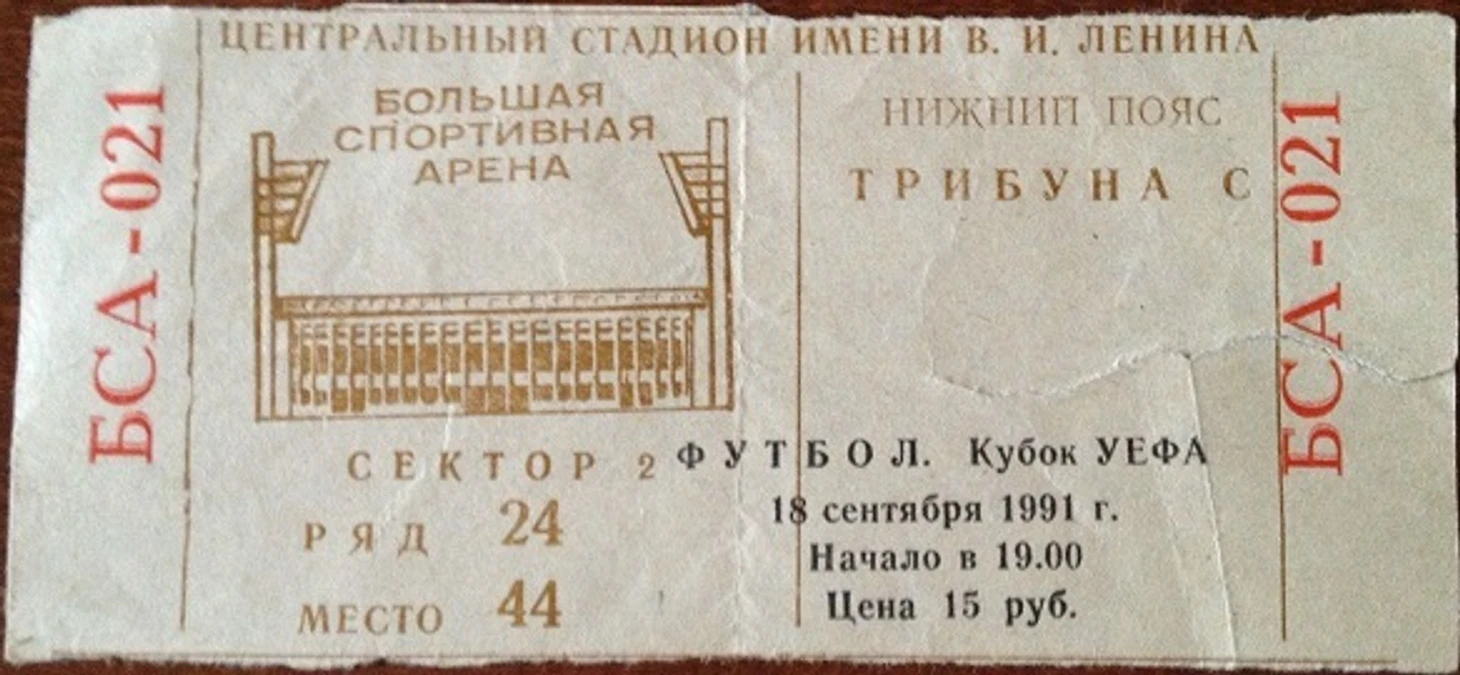 ЦЕНТРАЛЬНЫЙ СТАДИОН ИМЕНИ В. И. ЛЕНИНА
БСА-021
БОЛЬШАЯ
СПОРТИВНАЯ
АРЕНА
НИЖНИЙ ПОЯС
ТРИБУНА С
СЕКТОР 2
РЯД 24
МЕСТО 44
ФУТБОЛ. Кубок УЕФА
18 сентября 1991 г.
Начало в 19.00
Цена 15 руб.
БСА-021